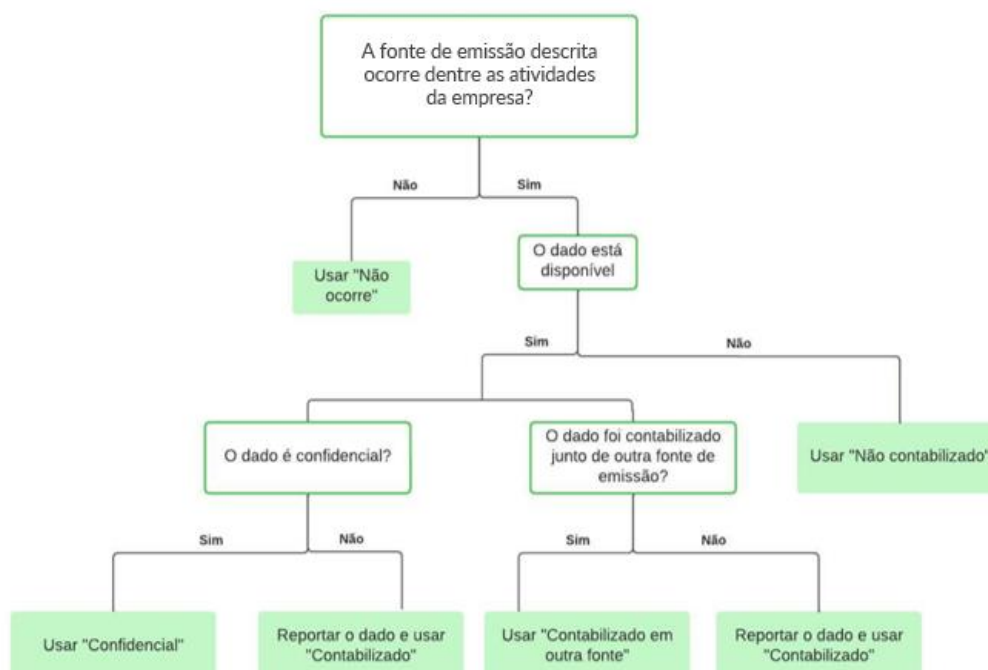 A fonte de emissão descrita
ocorre dentre as atividades
da empresa?
Não
Sim
Usar "Não
ocorre"
O dado está
disponível
Sim
Não
O dado é confidencial?
O dado foi contabilizado
junto de outra fonte de
emissão?
Usar "Não contabilizado"
Sim
Não
Sim
Não
Usar "Confidencial"
Reportar o dado e usar
"Contabilizado"
Usar "Contabilizado em
outra fonte"
Reportar o dado e usar
"Contabilizado"